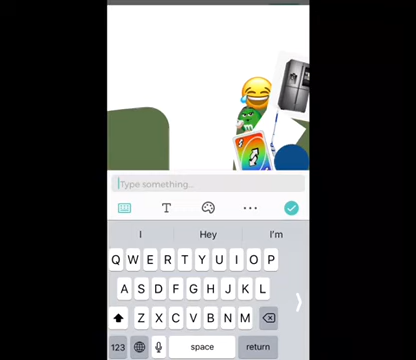 Type something...
T
I Hey I'm
Q W E R T Y U I O P
A S D F G H J K L
Z X C V B N M
123 space return